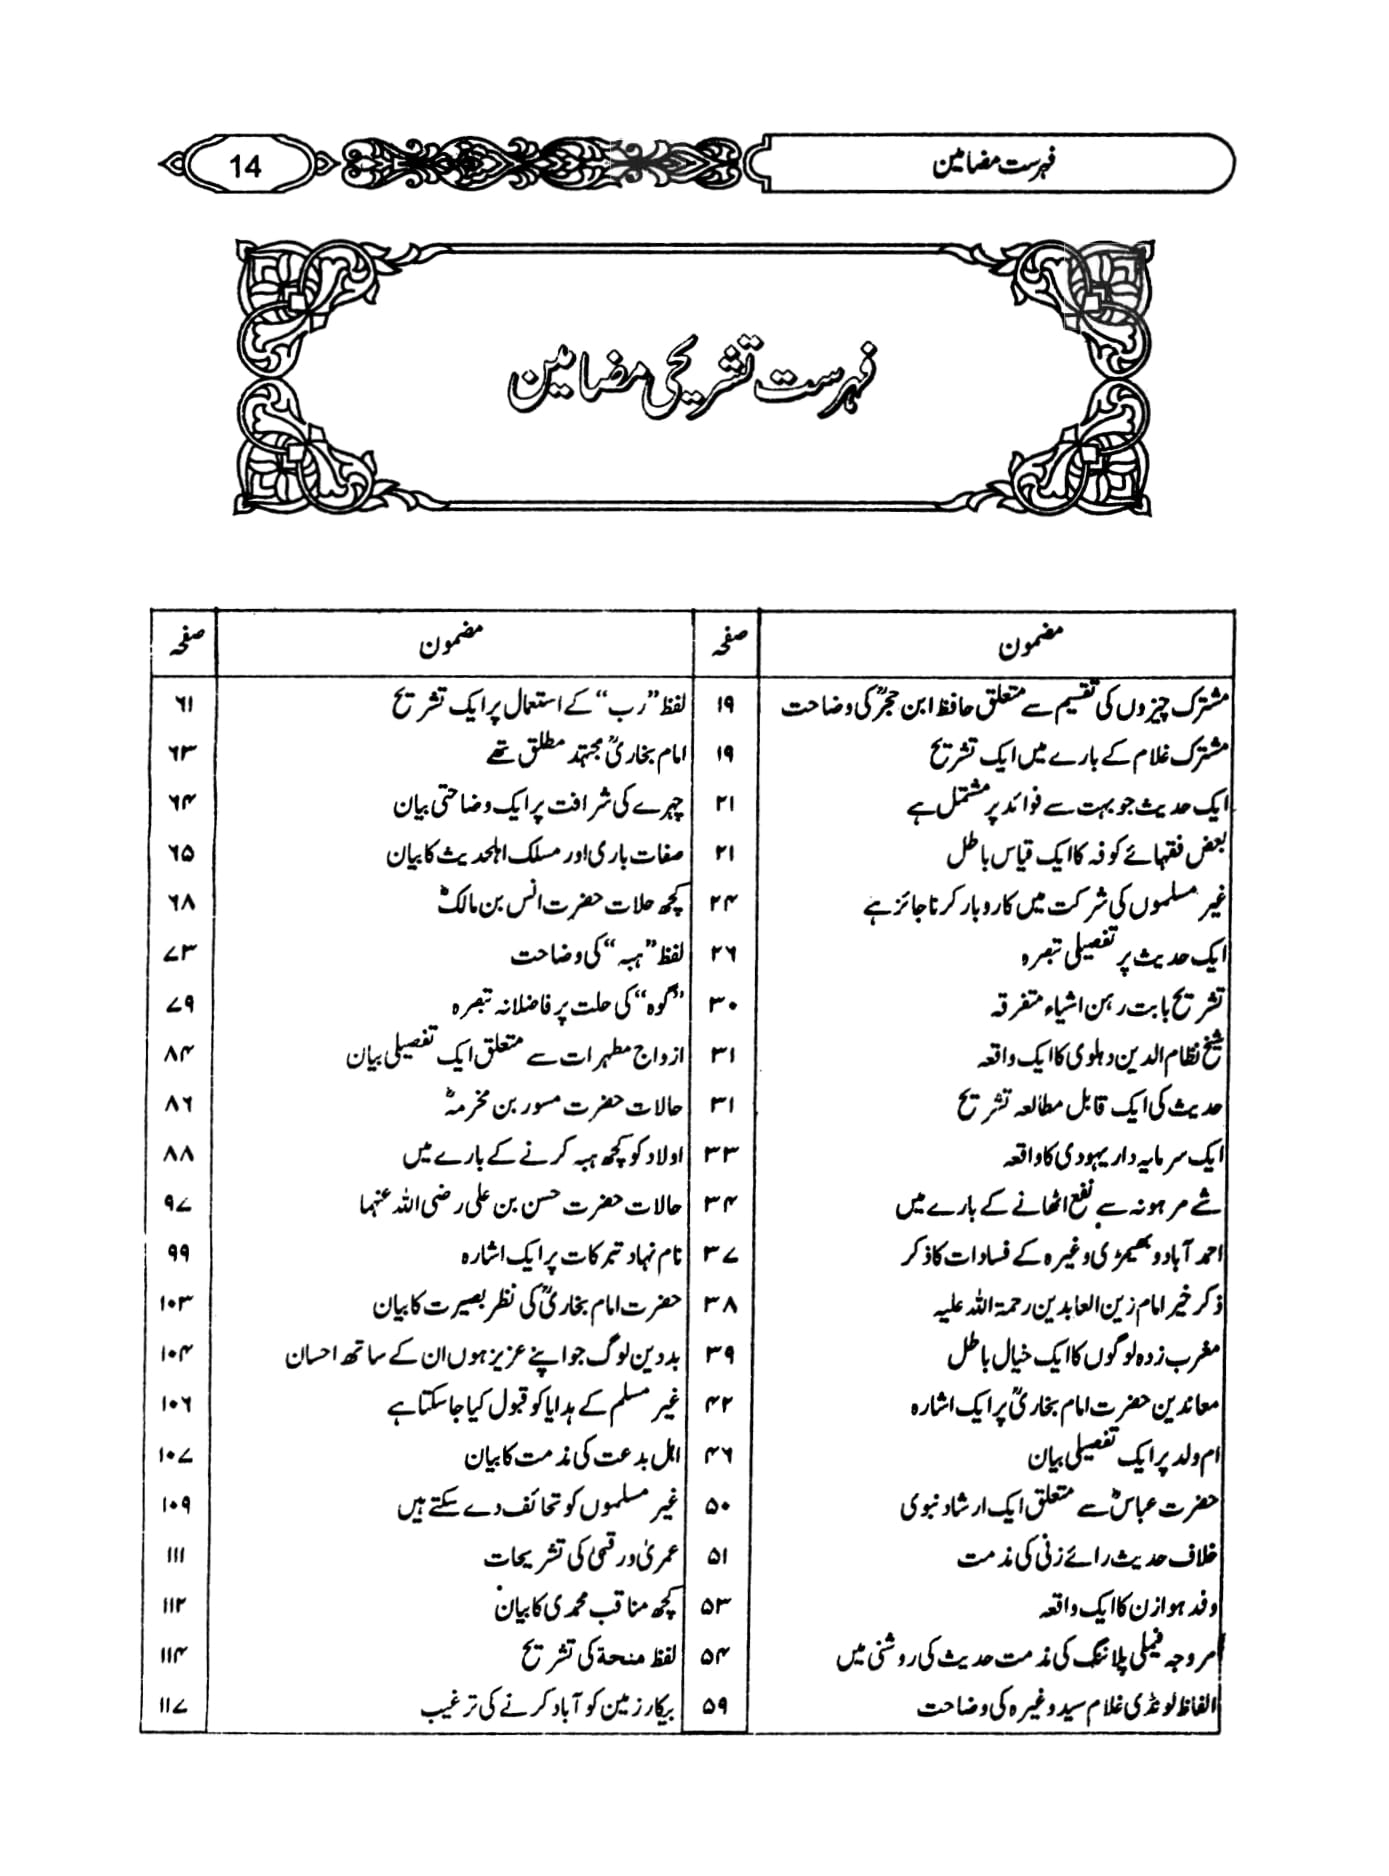 فہرست مضامین
14
فہرست تشریحی مضامین
مضمون صفحہ مضمون صفحہ
مشترک چیزوں کی تقسیم سے متعلق حافظ ابن حجرؒ کی وضاحت ۱۹ لفظ ’’رب‘‘ کے استعمال پر ایک تشریح ۶۱
مشترک غلام کے بارے میں ایک تشریح ۱۹ امام بخاریؒ مجتہد مطلق تھے ۶۳
ایک حدیث جو بہت سے فوائد پر مشتمل ہے ۲۱ چہرے کی شرافت پر ایک وضاحتی بیان ۶۴
بعض فقہائے کوفہ کا ایک قیاس باطل ۲۱ صفات باری اور مسلک اہلحدیث کا بیان ۶۵
غیر مسلموں کی شرکت میں کاروبار کرنا جائز ہے ۲۴ کچھ حلات حضرت انس بن مالکؓ ۶۸
ایک حدیث پر تفصیلی تبصرہ ۲۶ لفظ ’’ہبہ‘‘ کی وضاحت ۷۳
تشریح بابت رہن اشیاء متفرقہ ۳۰ ’’گوہ‘‘ کی حلت پر فاضلانہ تبصرہ ۷۹
شیخ نظام الدین دہلوی کا ایک واقعہ ۳۱ ازواج مطہرات سے متعلق ایک تفصیلی بیان ۸۴
حدیث کی ایک قابل مطالعہ تشریح ۳۱ حالات حضرت مسور بن مخرمہؓ ۸۶
ایک سرمایہ دار یہودی کا واقعہ ۳۳ اولاد کو کچھ ہبہ کرنے کے بارے میں ۸۸
شے مرہونہ سے نفع اٹھانے کے بارے میں ۳۴ حالات حضرت حسن بن علی رضی اللہ عنہما ۹۷
احمد آباد و بھیمڑی وغیرہ کے فسادات کا ذکر ۳۷ نام نہاد تبرکات پر ایک اشارہ ۹۹
ذکر خیر امام زین العابدین رحمۃ اللہ علیہ ۳۸ حضرت امام بخاریؒ کی نظر بصیرت کا بیان ۱۰۳
مغرب زدہ لوگوں کا ایک خیال باطل ۳۹ بددین لوگ جو اپنے عزیز ہوں ان کے ساتھ احسان ۱۰۴
معاندین حضرت امام بخاریؒ پر ایک اشارہ ۴۲ غیر مسلم کے ہدایا کو قبول کیا جا سکتا ہے ۱۰۶
ام ولد پر ایک تفصیلی بیان ۴۶ اہل بدعت کی مذمت کا بیان ۱۰۷
حضرت عباسؓ سے متعلق ایک ارشاد نبوی ۵۰ غیر مسلموں کو تحائف دے سکتے ہیں ۱۰۹
خلاف حدیث رائے زنی کی مذمت ۵۱ عمریٰ و رقبیٰ کی تشریحات ۱۱۱
وفد ہوازن کا ایک واقعہ ۵۳ کچھ مناقب محمدی کا بیان ۱۱۲
مروجہ فیملی پلاننگ کی مذمت حدیث کی روشنی میں ۵۴ لفظ منحۃ کی تشریح ۱۱۴
الفاظ لونڈی غلام سید وغیرہ کی وضاحت ۵۹ بیکار زمین کو آباد کرنے کی ترغیب ۱۱۷